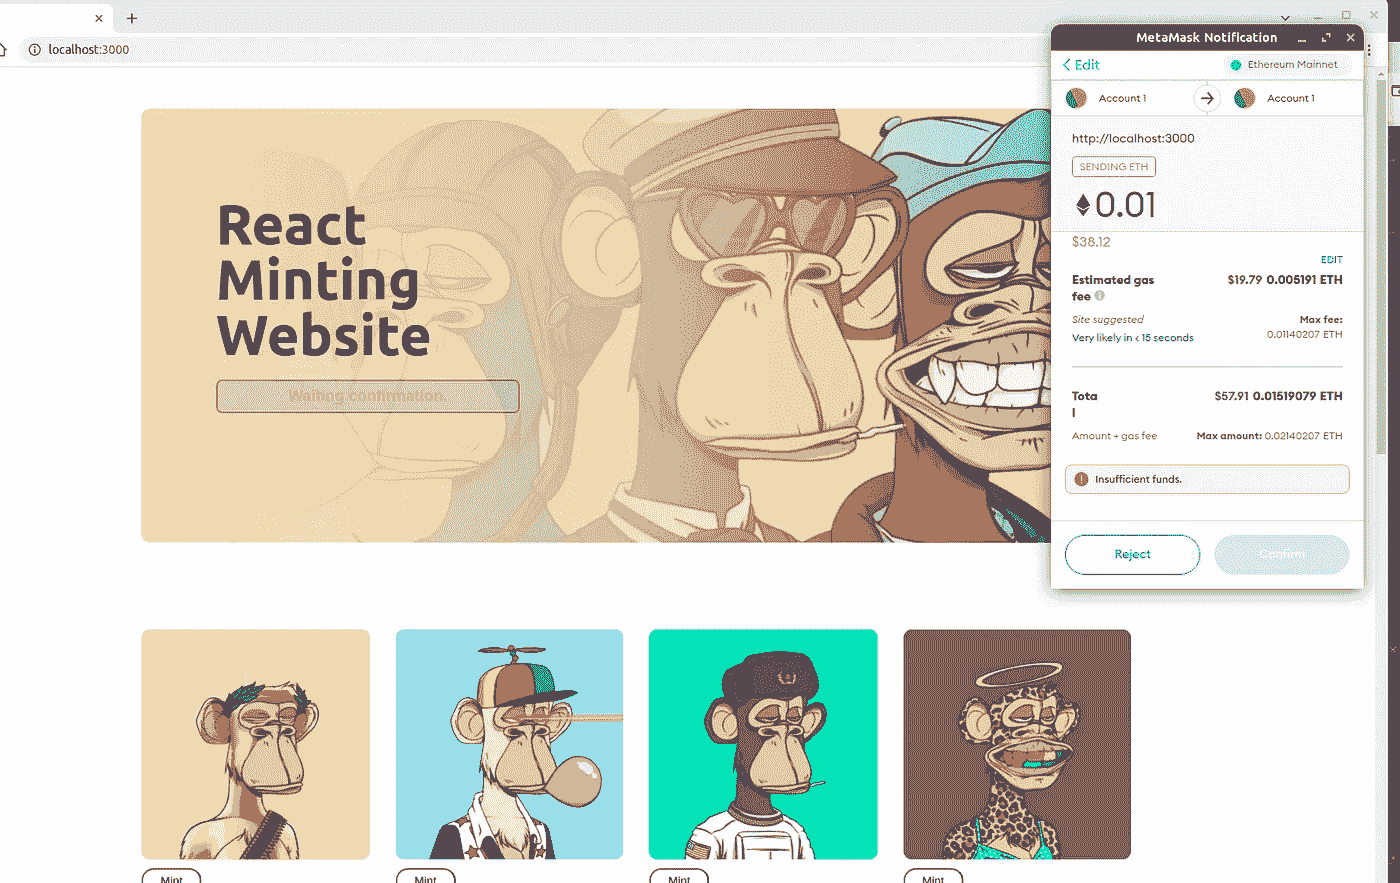 localhost:3000
MetaMask Notification
Edit
Ethereum Mainnet
Account 1
Account 1
http://localhost:3000
SENDING ETH
0.01
$38.12
EDIT
Estimated gas
fee
$19.79 0.005191 ETH
Site suggested
Max fee:
Very likely in < 15 seconds
0.01140207 ETH
Tota
l
$57.91 0.01519079 ETH
Amount + gas fee
Max amount: 0.02140207 ETH
Insufficient funds.
Reject
Confirm
React
Minting
Website
Waiting confirmation.
Mint
Mint
Mint
Mint